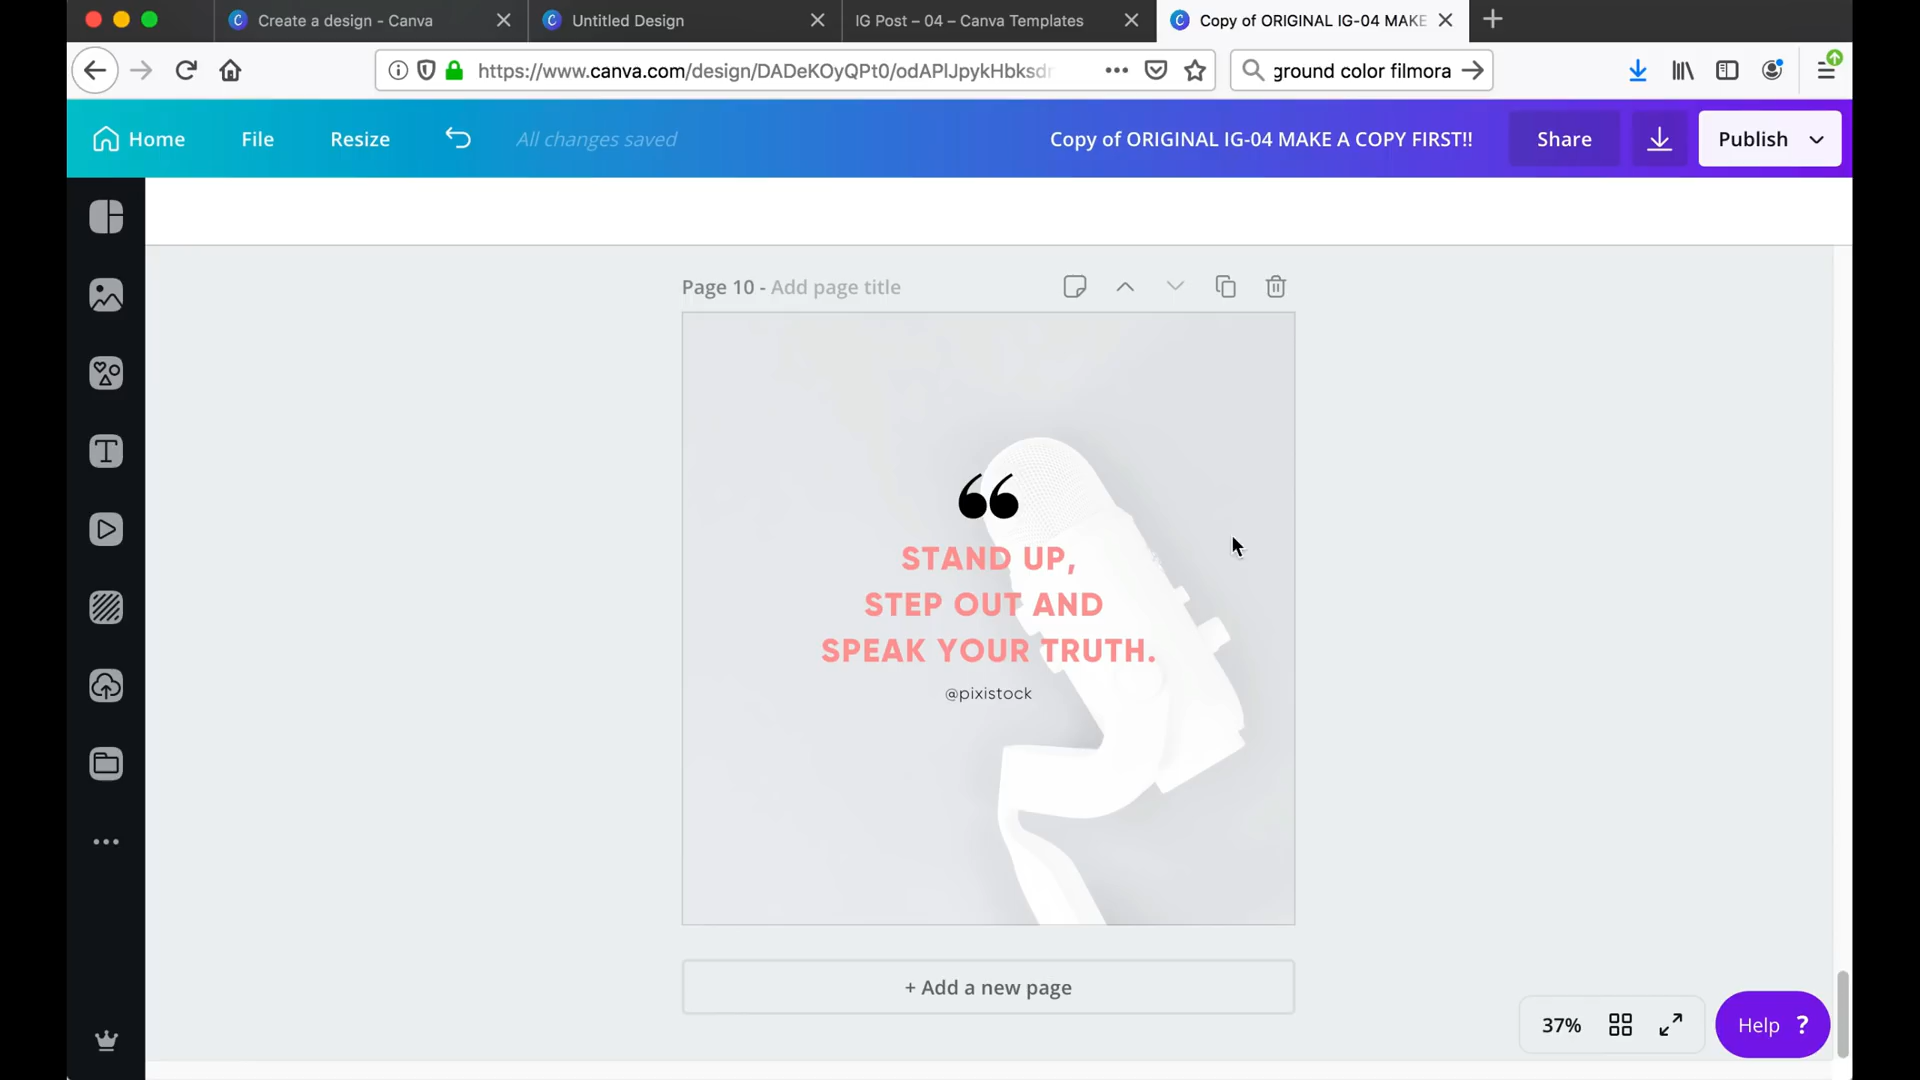 Create a design - Canva
Untitled Design
IG Post – 04 – Canva Templates
Copy of ORIGINAL IG-04 MAKE
https://www.canva.com/design/DADeKOyQPt0/odAPlJpykHbksdr
ground color filmora
Home
File
Resize
All changes saved
Copy of ORIGINAL IG-04 MAKE A COPY FIRST!!
Share
Publish
Page 10 - Add page title
STAND UP,
STEP OUT AND
SPEAK YOUR TRUTH.
@pixistock
+ Add a new page
37%
Help ?